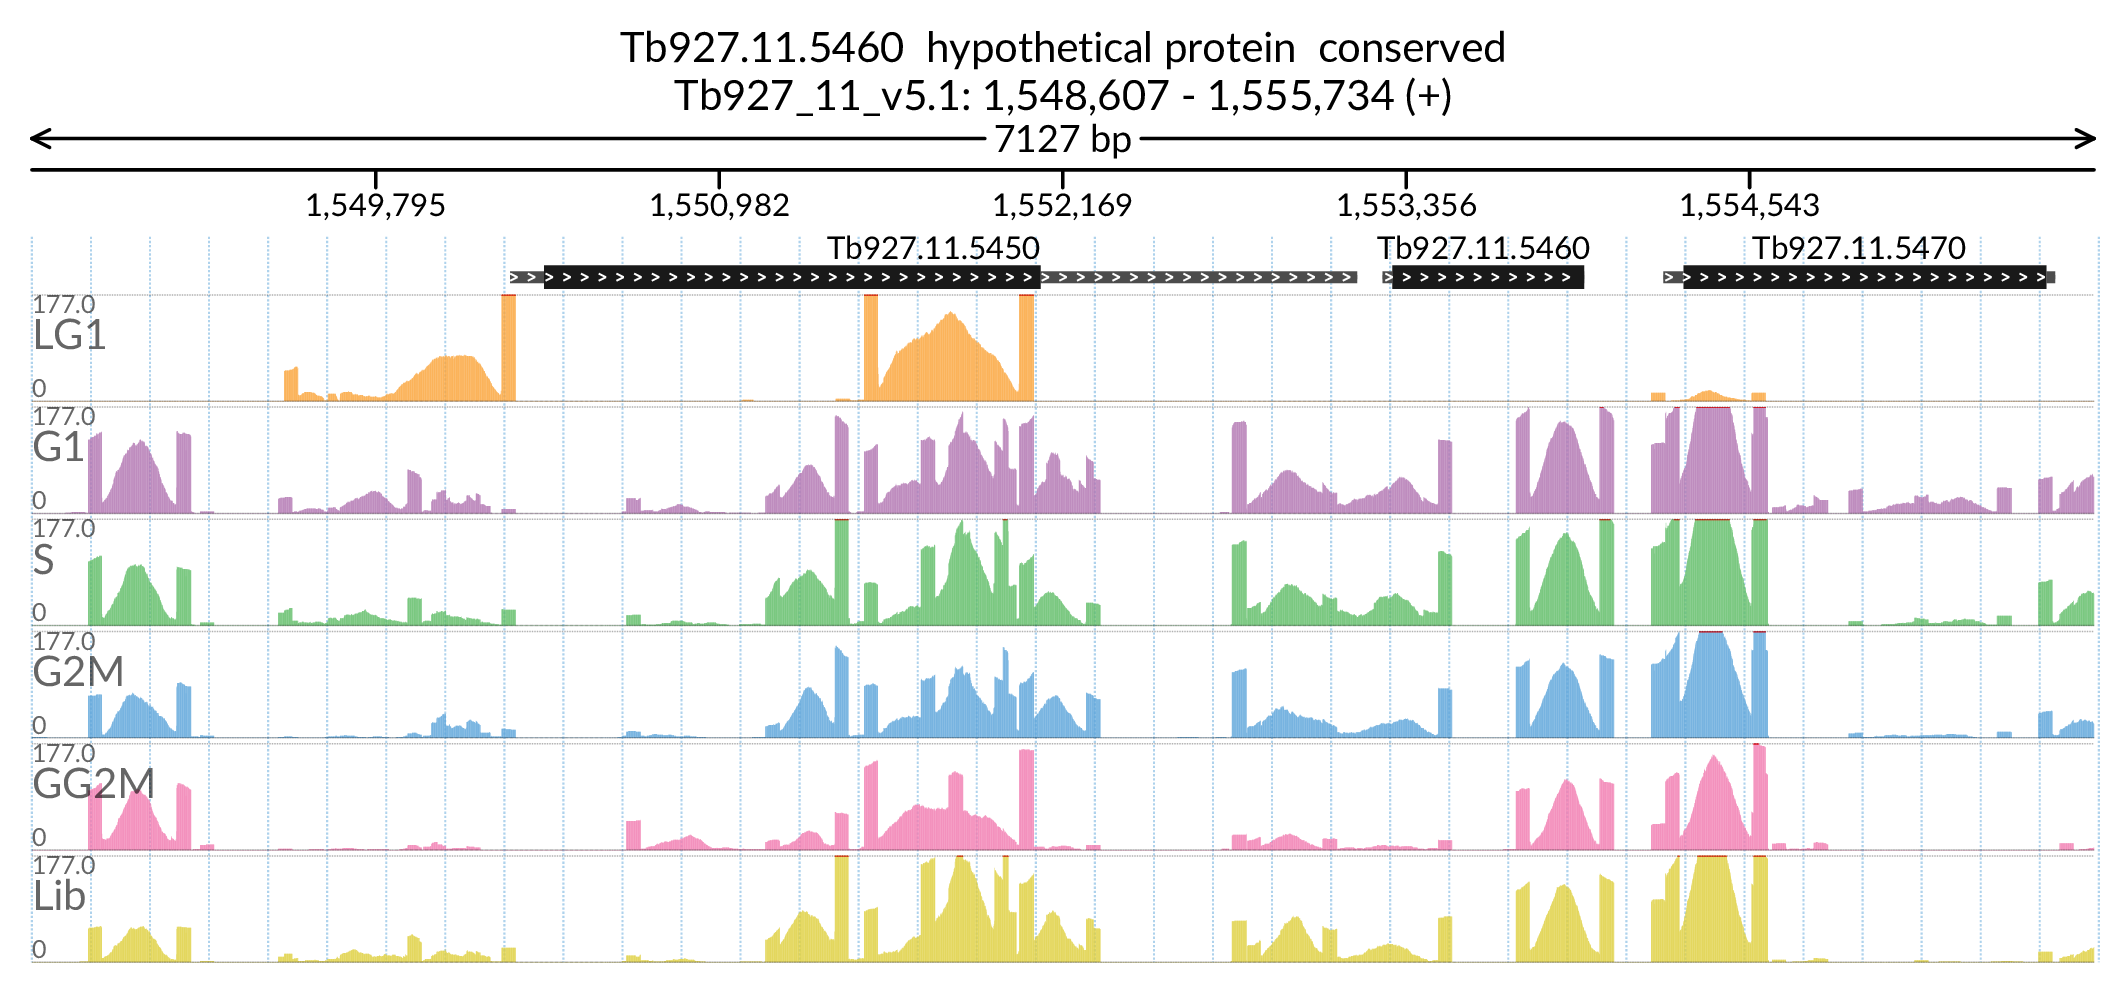 Tb927.11.5460  hypothetical protein  conserved
Tb927_11_v5.1: 1,548,607 - 1,555,734 (+)
7127 bp
1,549,795 1,550,982 1,552,169 1,553,356 1,554,543
Tb927.11.5450 Tb927.11.5460 Tb927.11.5470
177.0
LG1
0
177.0
G1
0
177.0
S
0
177.0
G2M
0
177.0
GG2M
0
177.0
Lib
0